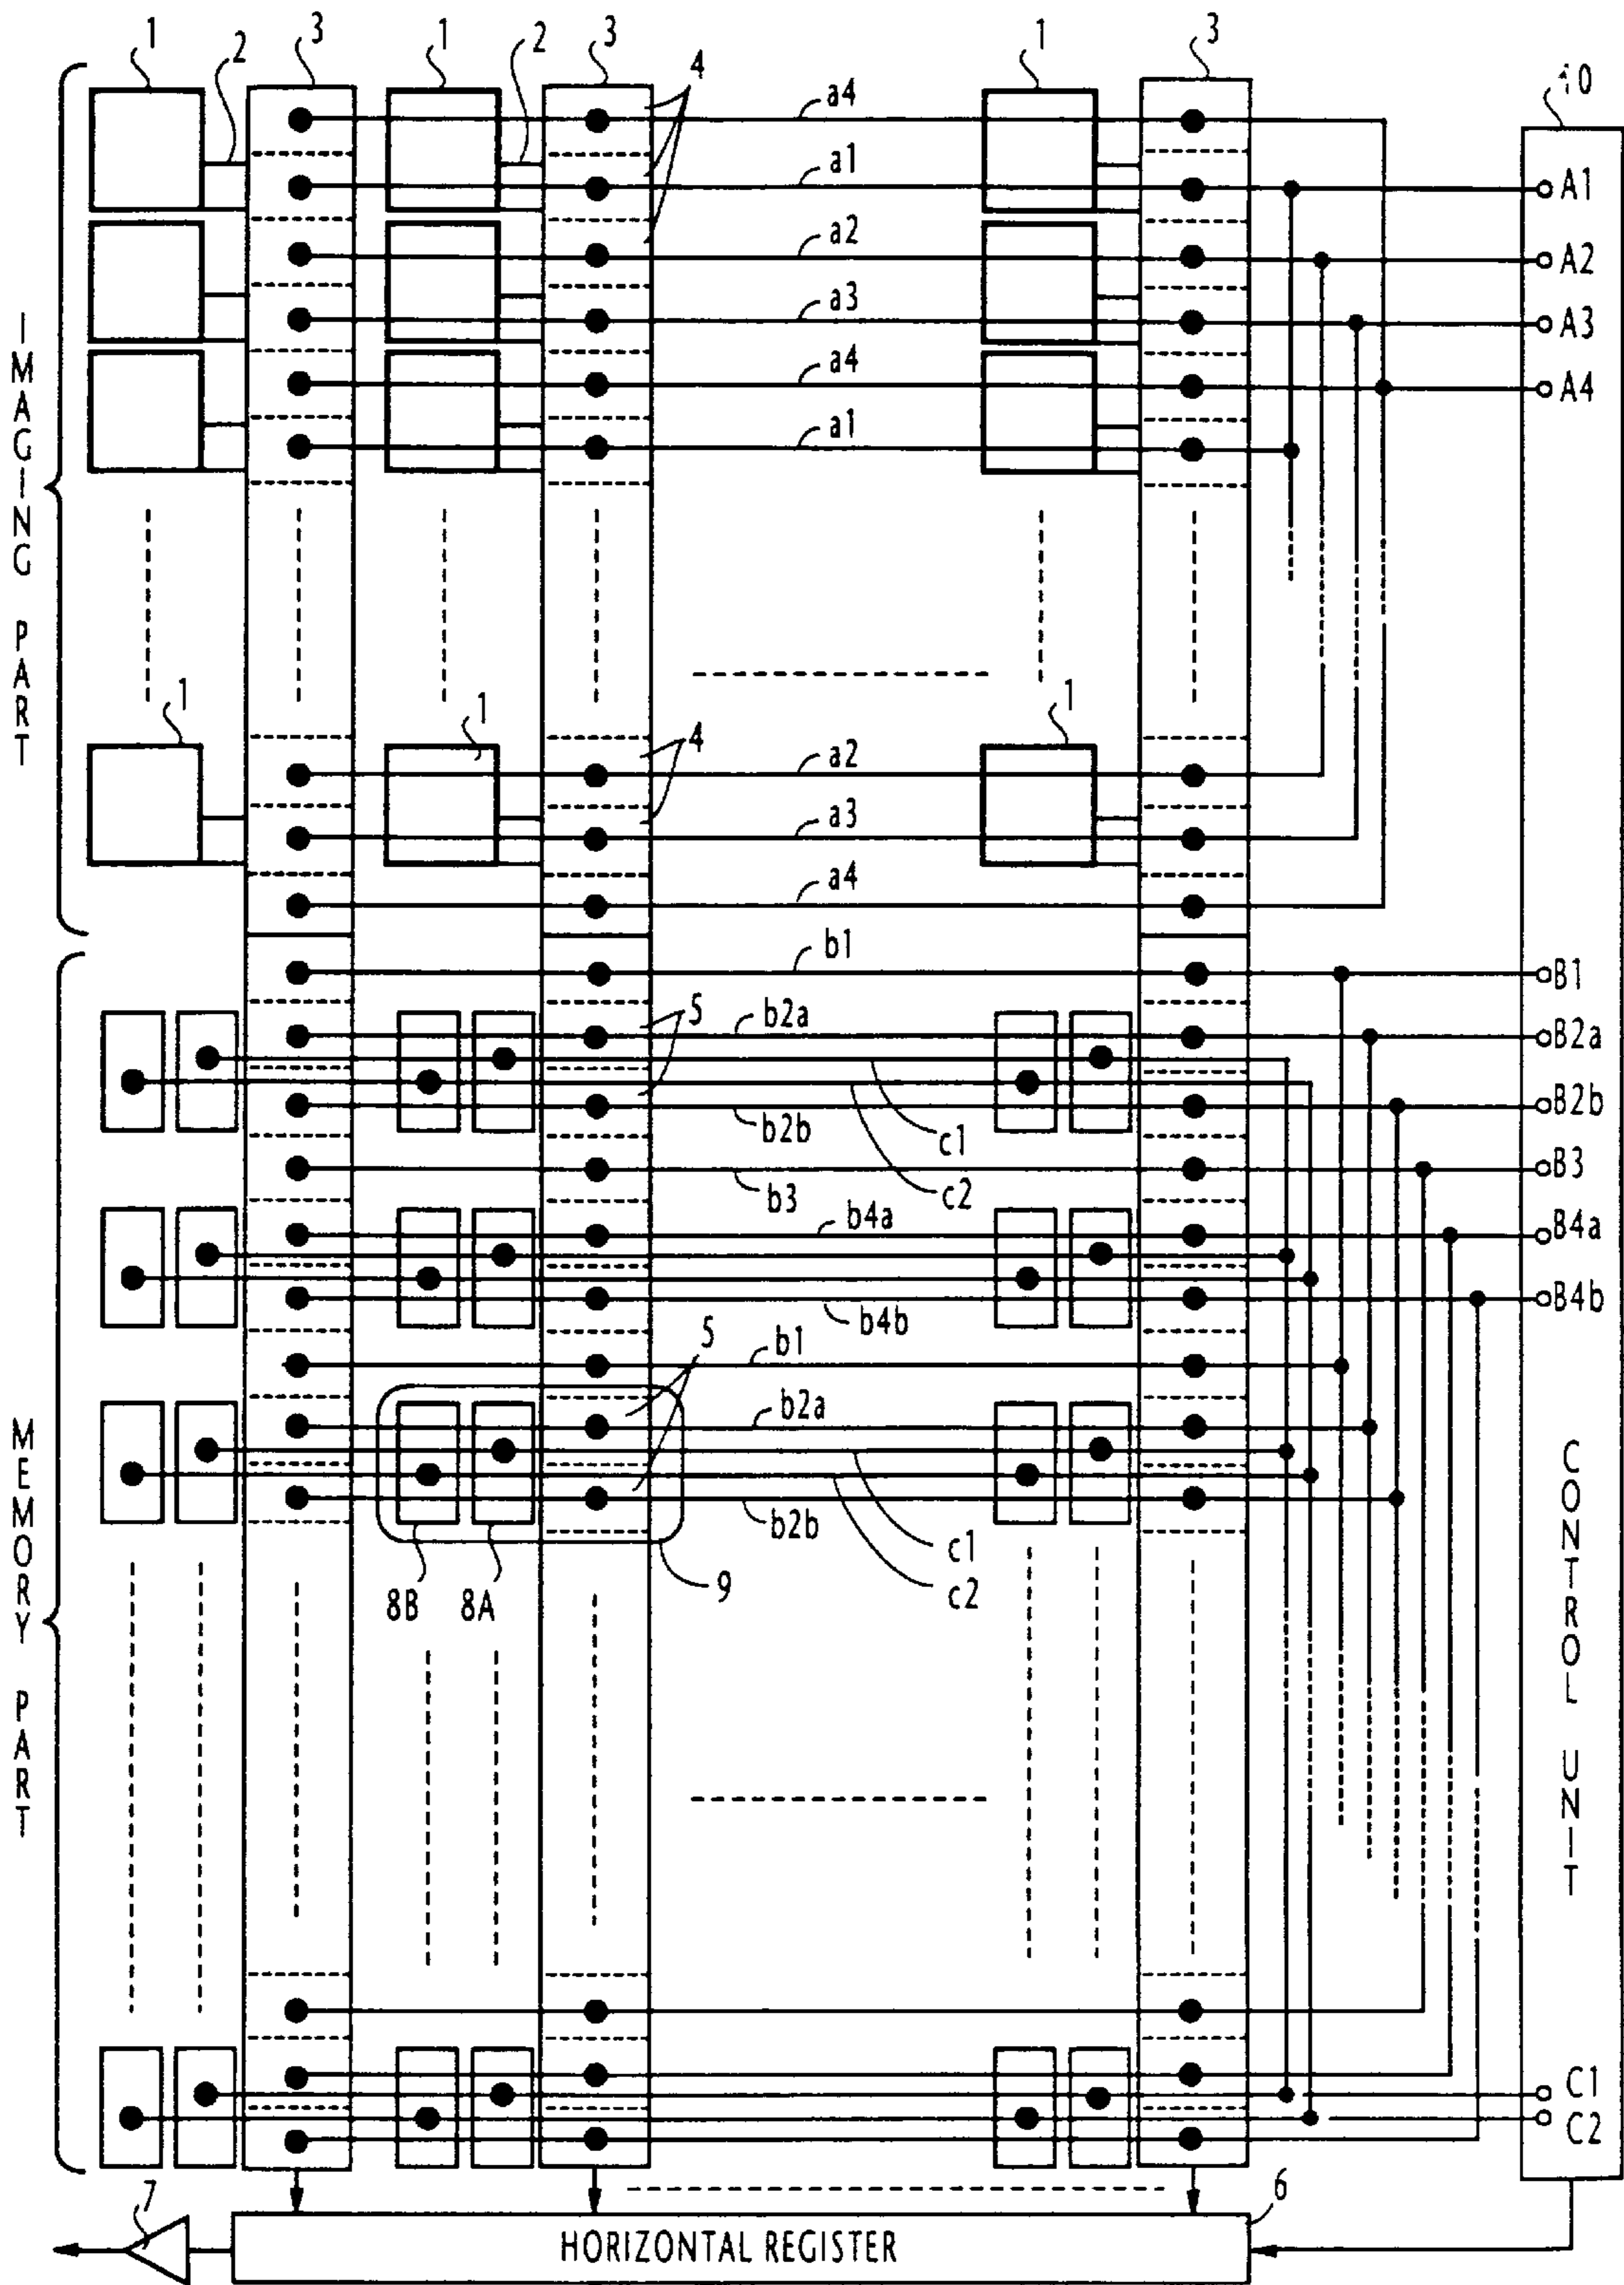 1 2 3 1 2 3 4 1 3 10
a4
a1 A1
a2 A2
a3 A3
a4 A4
a1
IMAGING PART
1 1 4 1
a2
a3
a4
b1 B1
5 b2a B2a
b2b c1 B2b
b3 c2 B3
b4a B4a
b4b B4b
5 b1
b2a
b2b c1
8B 8A 9 c2
MEMORY PART
CONTROL UNIT
C1
C2
7 6
HORIZONTAL REGISTER